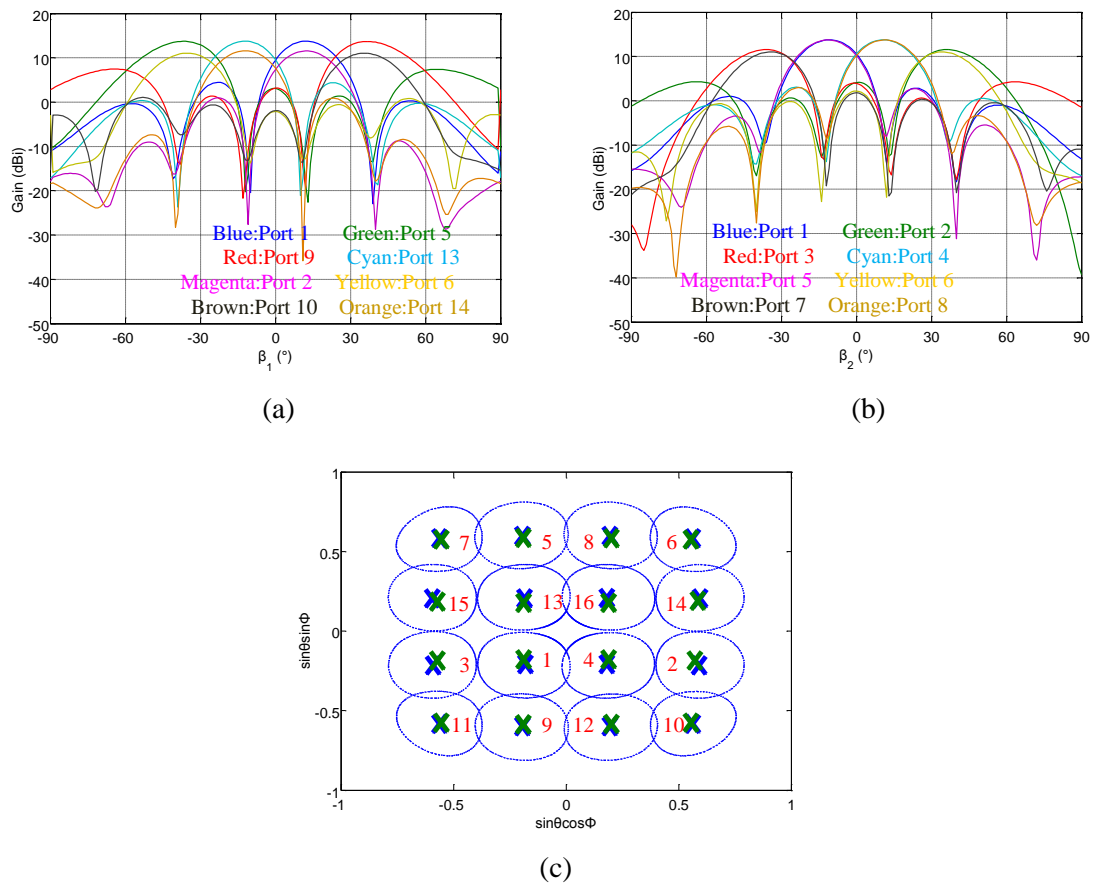 20
10
0
-10
-20
-30
-40
-50
Gain (dBi)
Blue:Port 1 Green:Port 5
Red:Port 9 Cyan:Port 13
Magenta:Port 2 Yellow:Port 6
Brown:Port 10 Orange:Port 14
-90 -60 -30 0 30 60 90
β1 (°)
(a)
20
10
0
-10
-20
-30
-40
-50
Gain (dBi)
Blue:Port 1 Green:Port 2
Red:Port 3 Cyan:Port 4
Magenta:Port 5 Yellow:Port 6
Brown:Port 7 Orange:Port 8
-90 -60 -30 0 30 60 90
β2 (°)
(b)
1
0.5
0
-0.5
-1
sinθsinΦ
7 5 8 6
15 13 16 14
3 1 4 2
11 9 12 10
-1 -0.5 0 0.5 1
sinθcosΦ
(c)